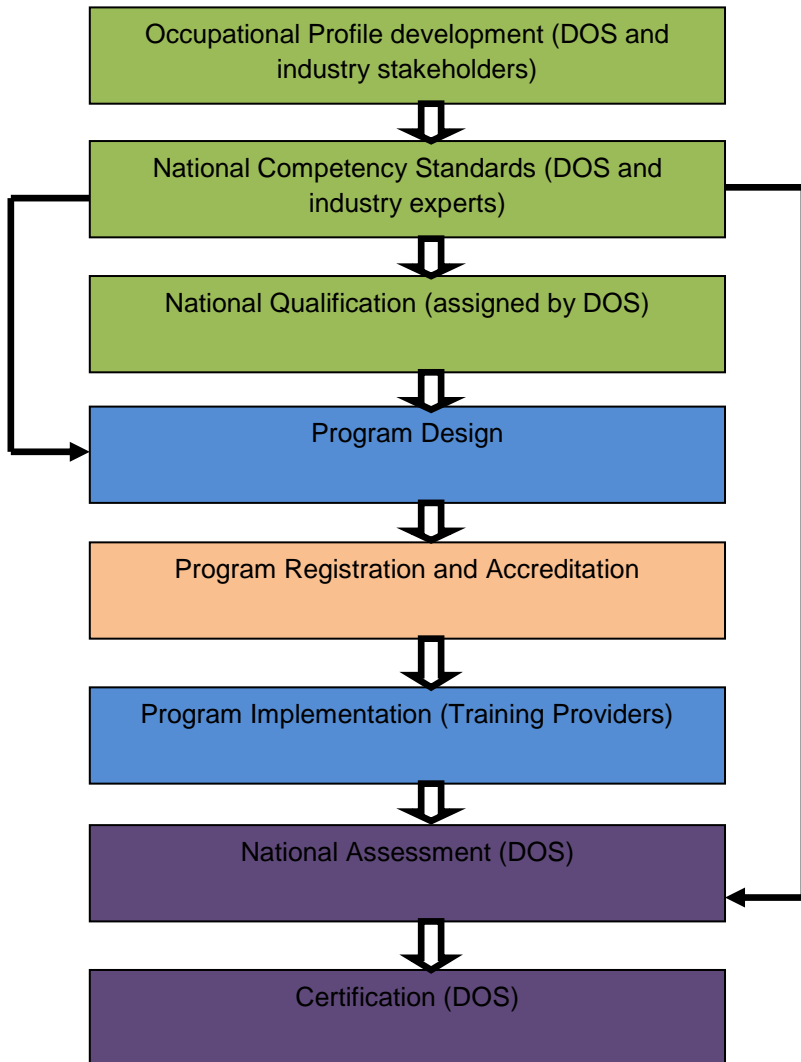 Occupational Profile development (DOS and
industry stakeholders)
National Competency Standards (DOS and
industry experts)
National Qualification (assigned by DOS)
Program Design
Program Registration and Accreditation
Program Implementation (Training Providers)
National Assessment (DOS)
Certification (DOS)